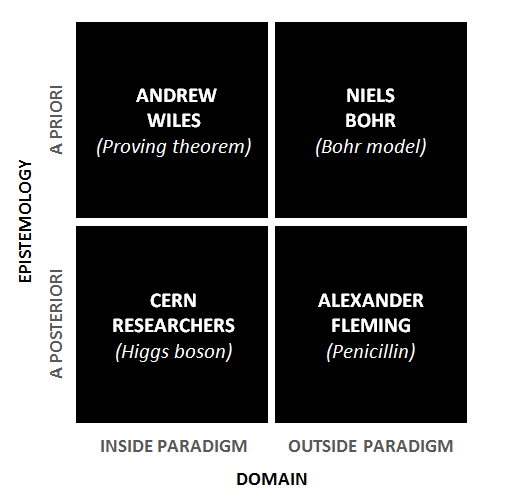 EPISTEMOLOGY
A PRIORI
ANDREW
WILES
(Proving theorem)
NIELS
BOHR
(Bohr model)
A POSTERIORI
CERN
RESEARCHERS
(Higgs boson)
ALEXANDER
FLEMING
(Penicillin)
INSIDE PARADIGM
OUTSIDE PARADIGM
DOMAIN